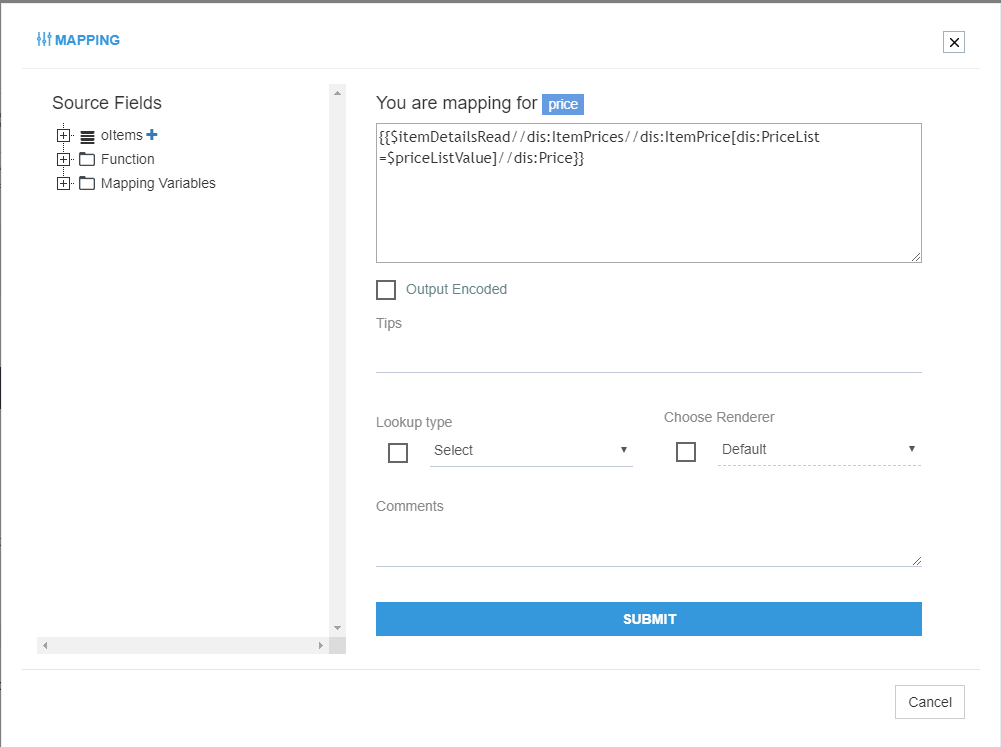 MAPPING
Source Fields
oItems
Function
Mapping Variables
You are mapping for price
{{$itemDetailsRead//dis:ItemPrices//dis:ItemPrice[dis:PriceList
=$priceListValue]//dis:Price}}
Output Encoded
Tips
Lookup type
Choose Renderer
Select
Default
Comments
SUBMIT
Cancel